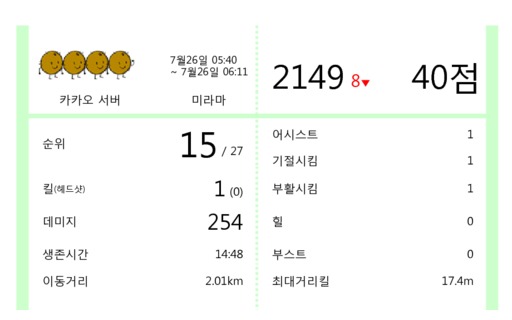 7월26일 05:40
~ 7월26일 06:11
카카오 서버 미라마
2149 8▼ 40점
순위 15 / 27
킬(헤드샷) 1 (0)
데미지 254
생존시간 14:48
이동거리 2.01km
어시스트 1
기절시킴 1
부활시킴 1
힐 0
부스트 0
최대거리킬 17.4m